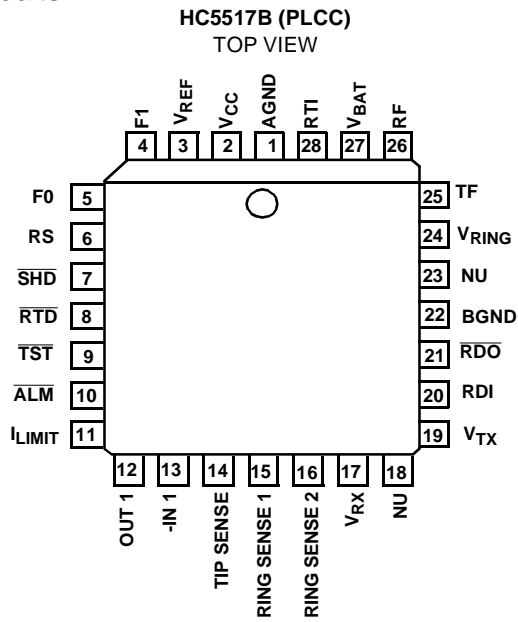 HC5517B (PLCC)
TOP VIEW
F1
VREF
VCC
AGND
RTI
VBAT
RF
4
3
2
1
28
27
26
F0 5
RS 6
SHD 7
RTD 8
TST 9
ALM 10
ILIMIT 11
25 TF
24 VRING
23 NU
22 BGND
21 RDO
20 RDI
19 VTX
12
13
14
15
16
17
18
OUT 1
-IN 1
TIP SENSE
RING SENSE 1
RING SENSE 2
VRX
NU